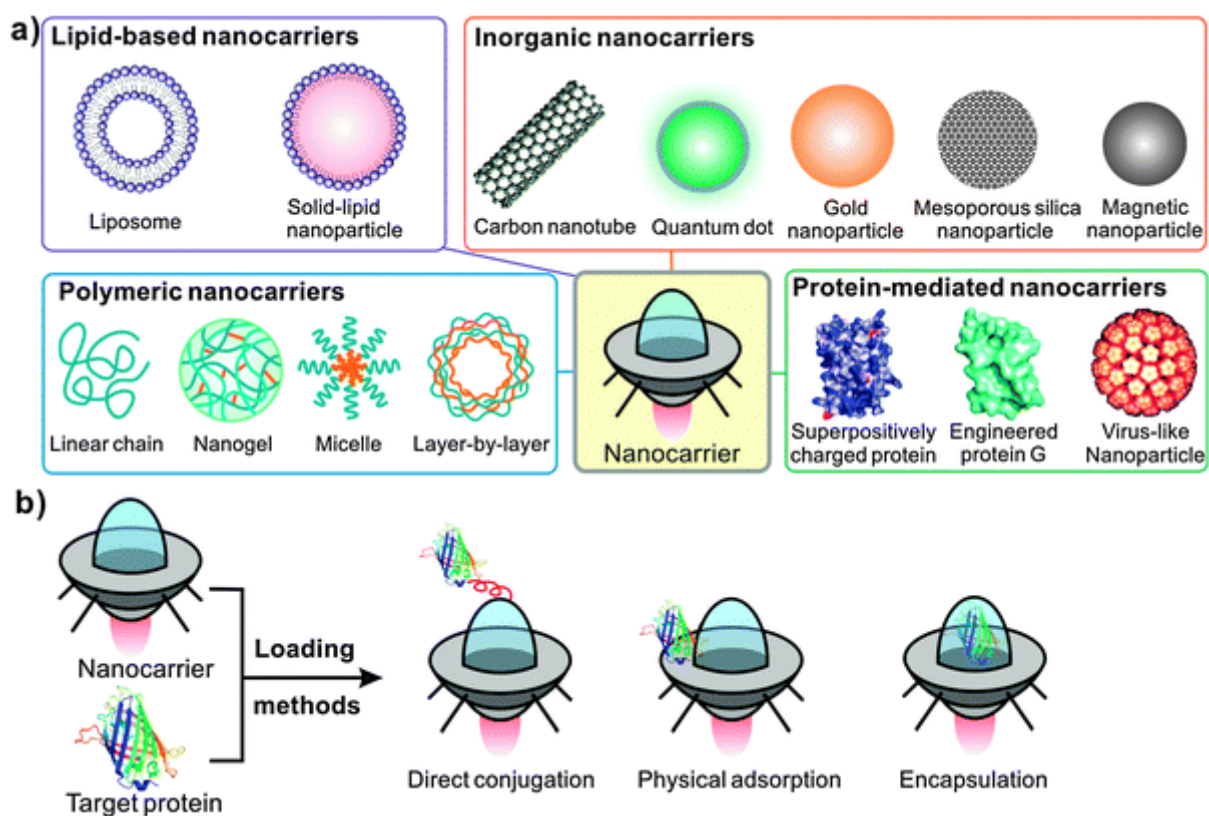 a)
Lipid-based nanocarriers
Liposome
Solid-lipid
nanoparticle
Inorganic nanocarriers
Carbon nanotube
Quantum dot
Gold
nanoparticle
Mesoporous silica
nanoparticle
Magnetic
nanoparticle
Polymeric nanocarriers
Linear chain
Nanogel
Micelle
Layer-by-layer
Nanocarrier
Protein-mediated nanocarriers
Superpositively
charged protein
Engineered
protein G
Virus-like
Nanoparticle
b)
Nanocarrier
Target protein
Loading
methods
Direct conjugation
Physical adsorption
Encapsulation